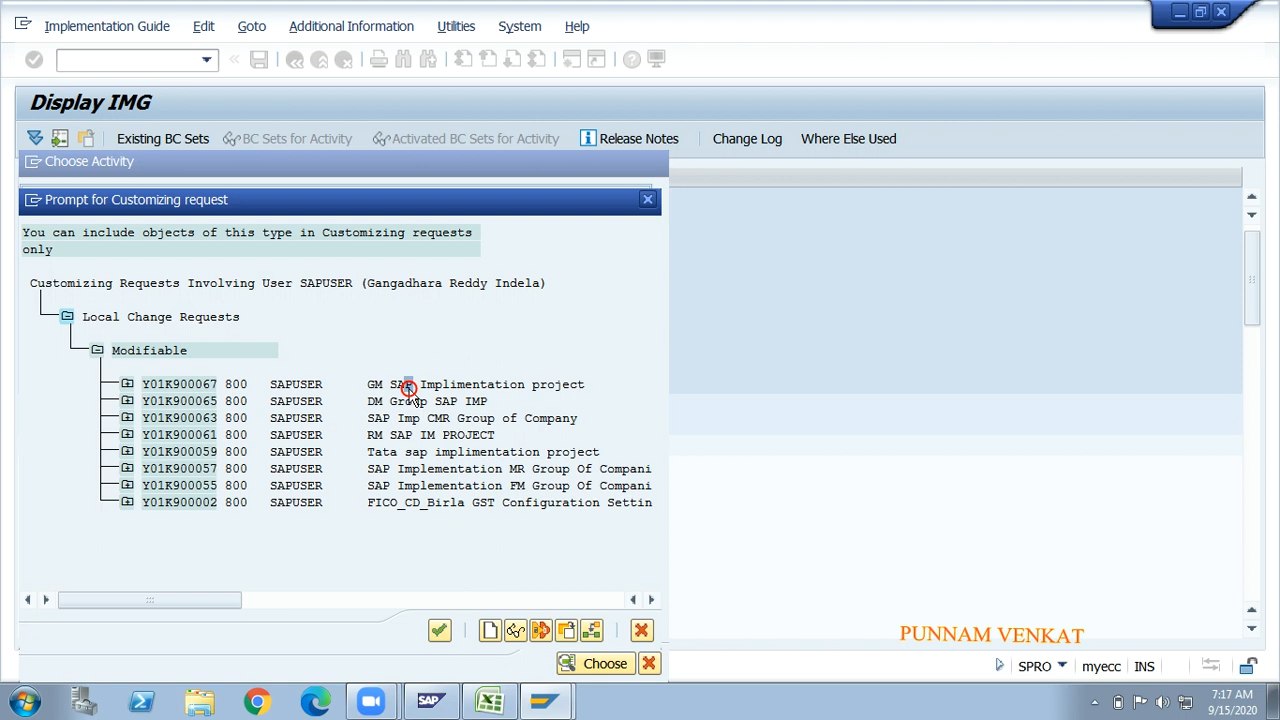 Implementation Guide Edit Goto Additional Information Utilities System Help
Display IMG
Existing BC Sets BC Sets for Activity Activated BC Sets for Activity Release Notes Change Log Where Else Used
Choose Activity
Prompt for Customizing request
You can include objects of this type in Customizing requests
only
Customizing Requests Involving User SAPUSER (Gangadhara Reddy Indela)
Local Change Requests
Modifiable
Y01K900067 800 SAPUSER GM SAP Implimentation project
Y01K900065 800 SAPUSER DM Group SAP IMP
Y01K900063 800 SAPUSER SAP Imp CMR Group of Company
Y01K900061 800 SAPUSER RM SAP IM PROJECT
Y01K900059 800 SAPUSER Tata sap implimentation project
Y01K900057 800 SAPUSER SAP Implementation MR Group Of Compani
Y01K900055 800 SAPUSER SAP Implementation FM Group Of Compani
Y01K900002 800 SAPUSER FICO_CD_Birla GST Configuration Settin
PUNNAM VENKAT
Choose
SPRO myecc INS
SAP
7:17 AM
9/15/2020